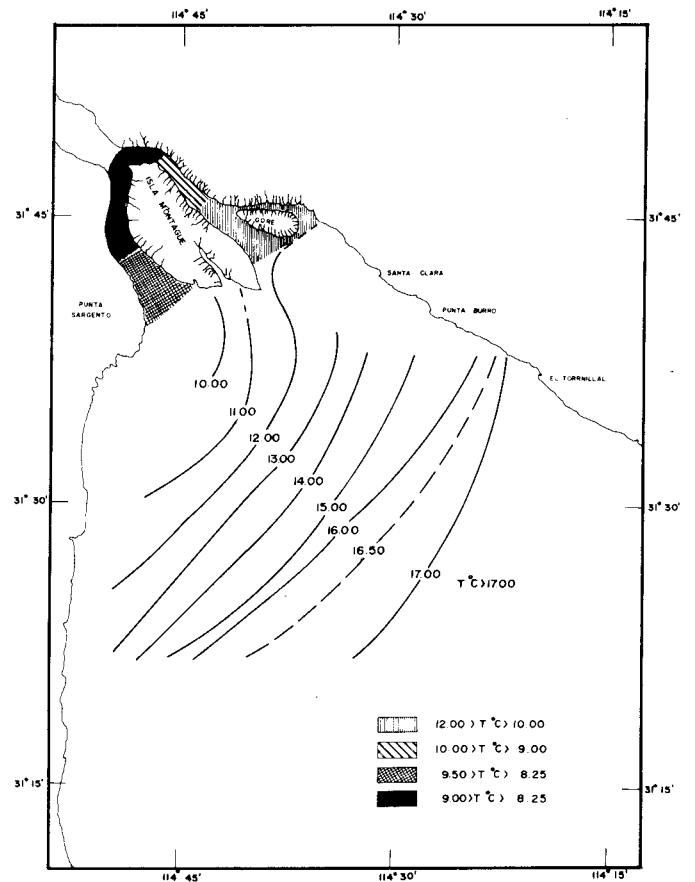 114° 45'
114° 30'
114° 15'
31° 45'
31° 45'
ISLA MONTAGUE
GORE
SANTA CLARA
PUNTA BURRO
PUNTA
SARGENTO
EL TORRNILLAL
10.00
11.00
12.00
13.00
14.00
15.00
16.00
16.50
17.00
T°C⟩17.00
31° 30'
31° 30'
12.00 ⟩ T °C⟩ 10.00
10.00⟩T °C⟩ 9.00
9.50⟩T °C⟩ 8.25
9.00⟩T °C⟩ 8.25
31° 15'
31° 15'
114° 45'
114° 30'
114° 15'